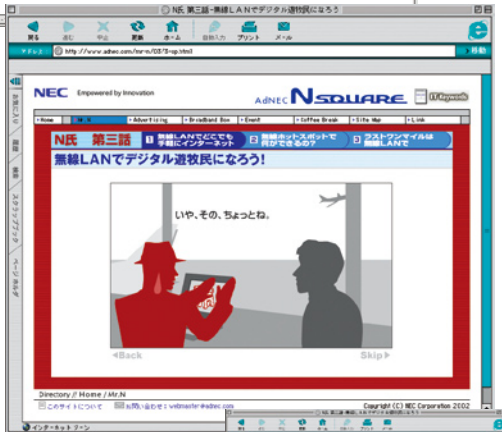 N氏 第三話-無線LANでデジタル遊牧民になろう
戻る 進む 中止 更新 ホーム 自動入力 プリント メール
アドレス http://www.adnec.com/mr-n/03/3-op.html 移動
お気に入り
履歴
検索
スクラップブック
ページ ホルダ
NEC Empowered by Innovation
AdNEC NSQUARE IT-Keywords
Home Mr.N Advertising Broadband Box Event Coffee Break Site Map Link
N氏 第三話
1 無線LANでどこでも
手軽にインターネット
2 無線ホットスポットで
何ができるの?
3 ラストワンマイルは
無線LANで
無線LANでデジタル遊牧民になろう!
いや、その、ちょっとね。
Back Skip
Directory // Home / Mr.N
このサイトについて お問い合わせ: webmaster@adnec.com
Copyright (C) NEC Corporation 2002
インターネット ゾーン